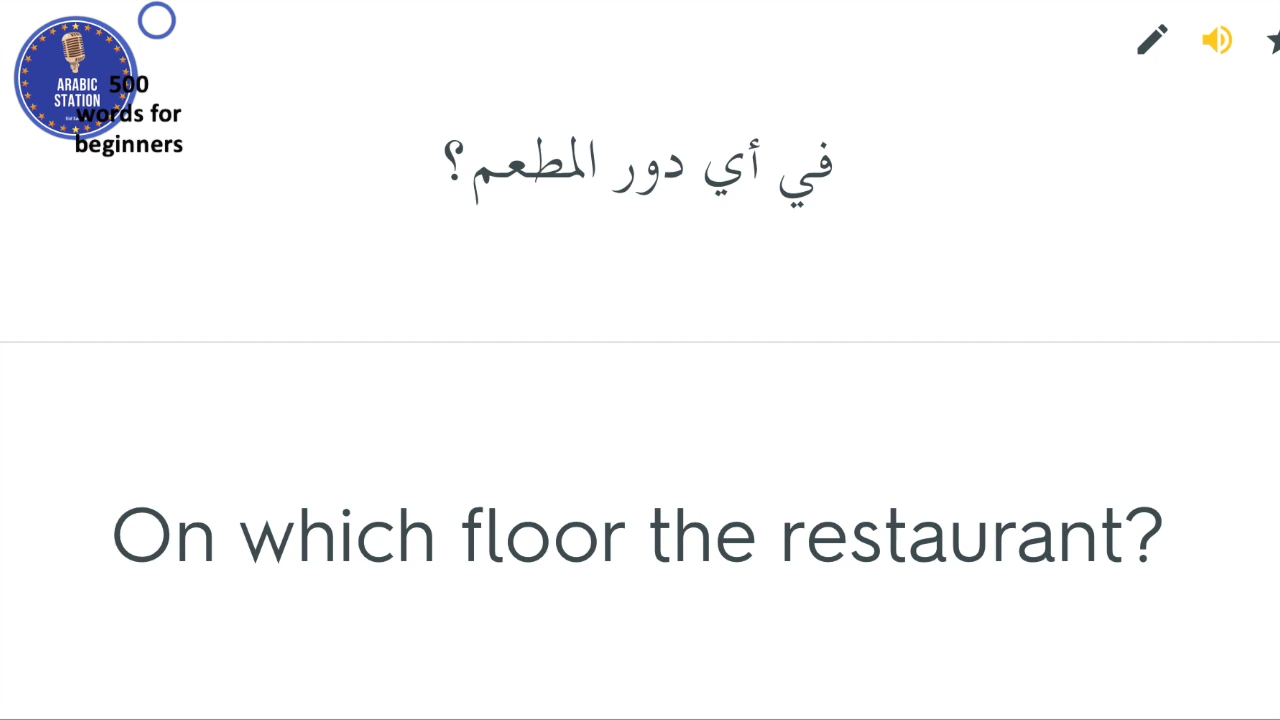 ARABIC
STATION
500
words for
beginners
في أي دور المطعم؟
On which floor the restaurant?